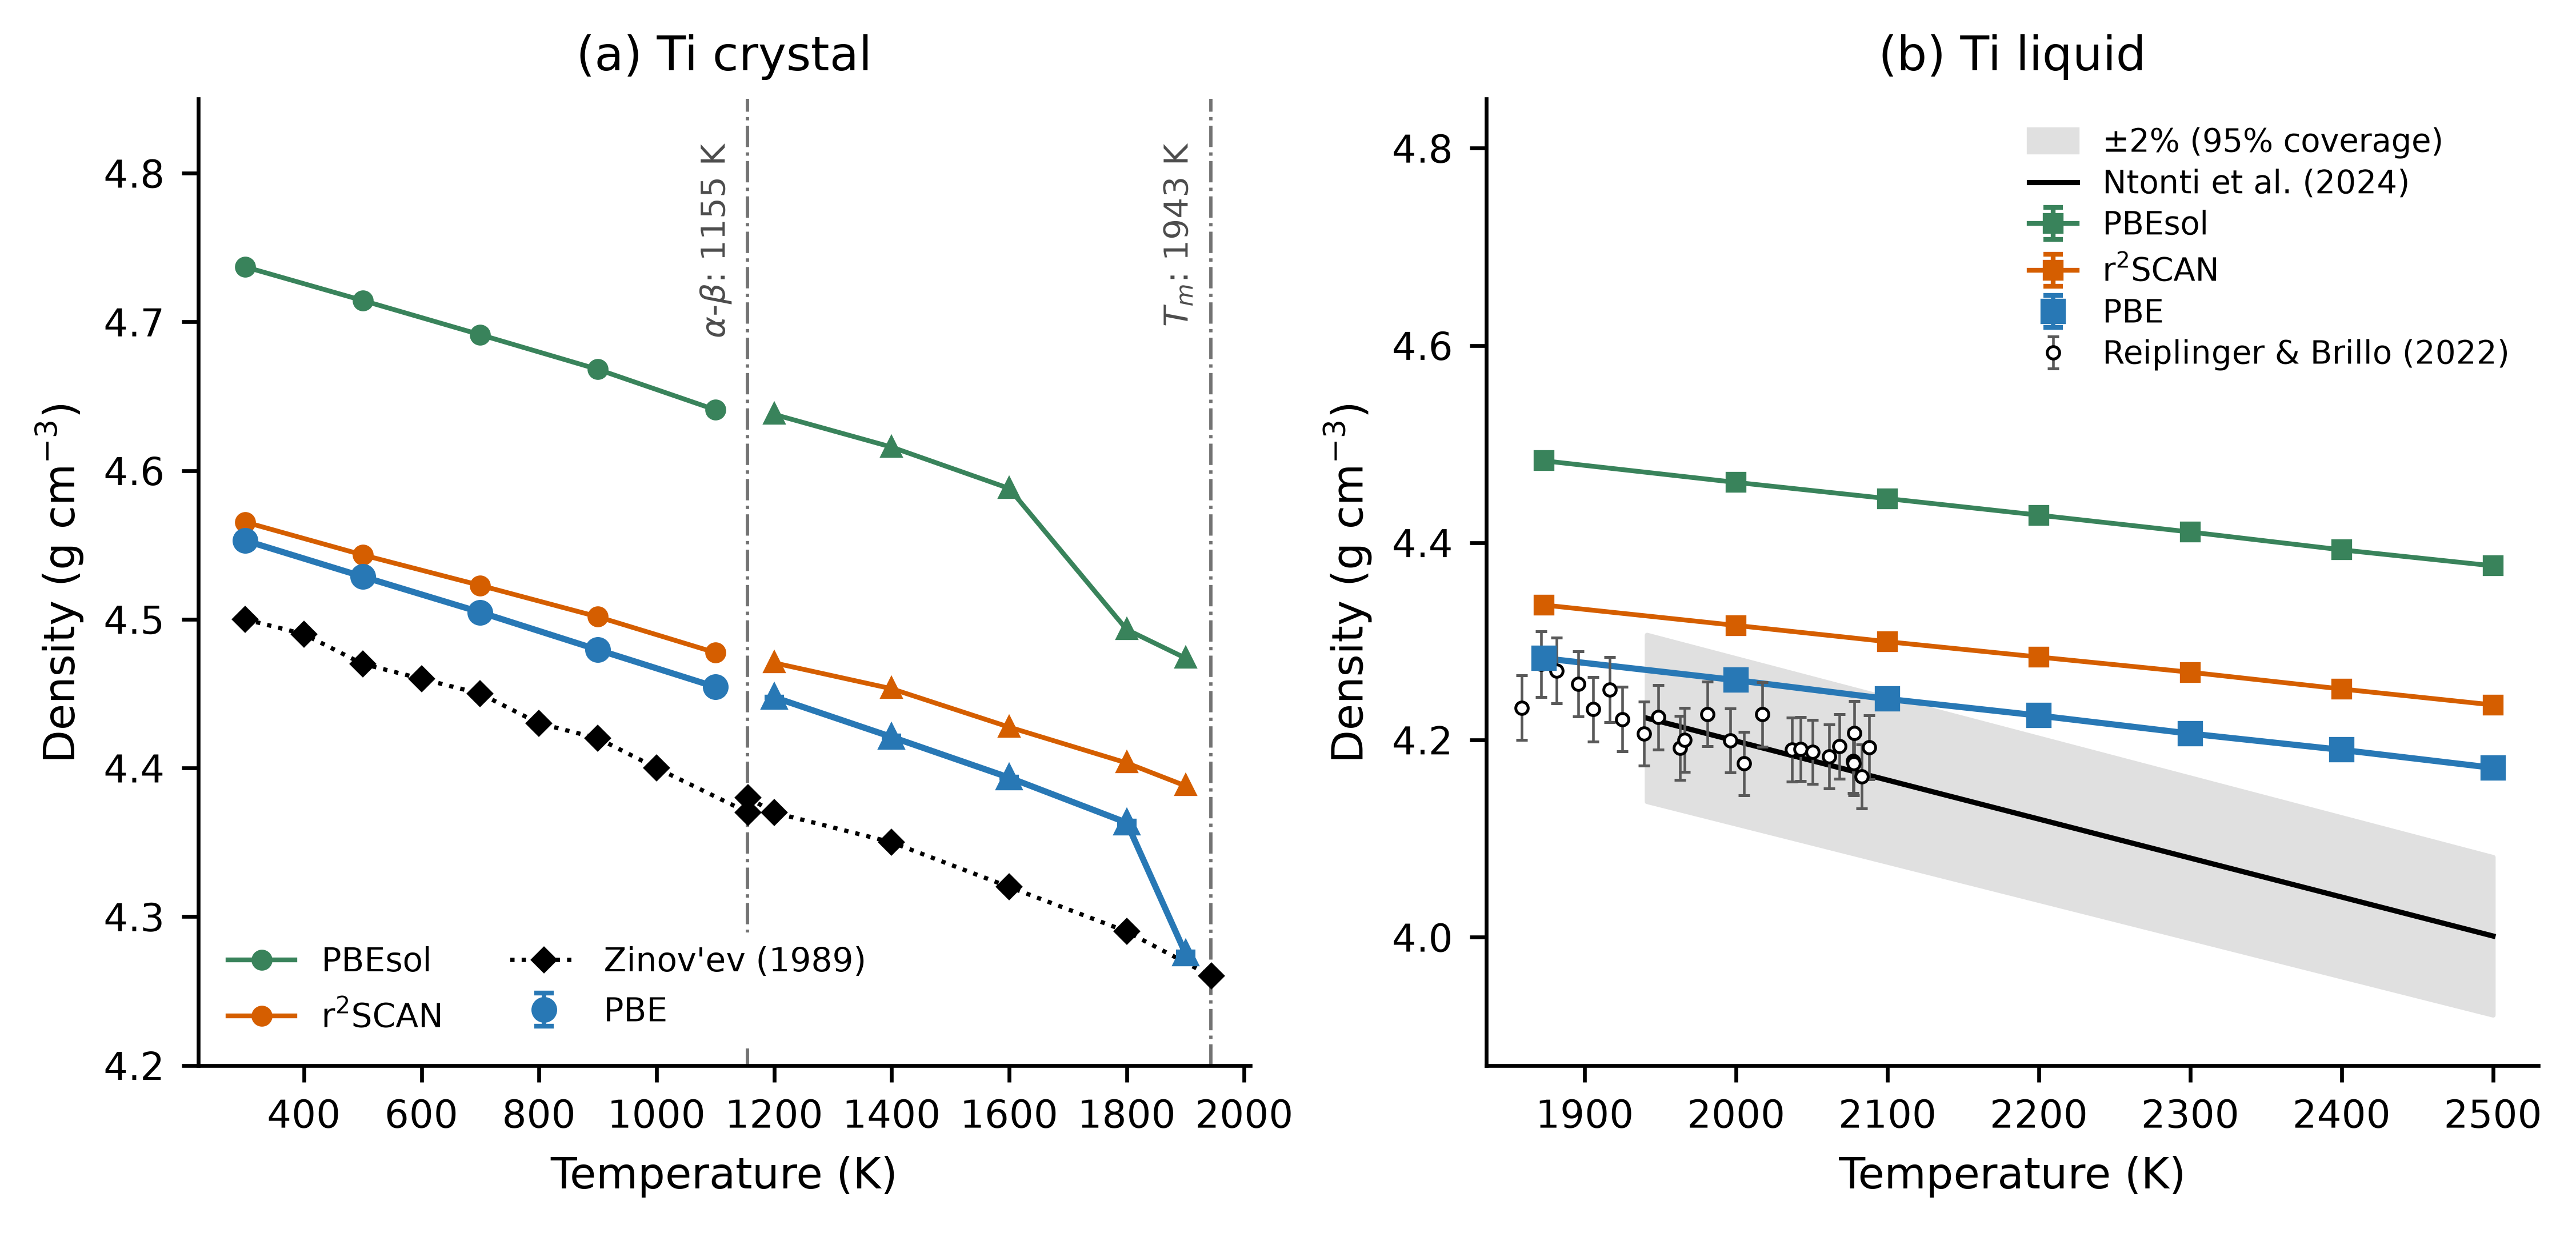 (a) Ti crystal
Density (g cm⁻³)
4.8
4.7
4.6
4.5
4.4
4.3
4.2
α-β: 1155 K
Tₘ: 1943 K
PBEsol
r²SCAN
Zinov'ev (1989)
PBE
400 600 800 1000 1200 1400 1600 1800 2000
Temperature (K)
(b) Ti liquid
Density (g cm⁻³)
4.8
4.6
4.4
4.2
4.0
±2% (95% coverage)
Ntonti et al. (2024)
PBEsol
r²SCAN
PBE
Reiplinger & Brillo (2022)
1900 2000 2100 2200 2300 2400 2500
Temperature (K)